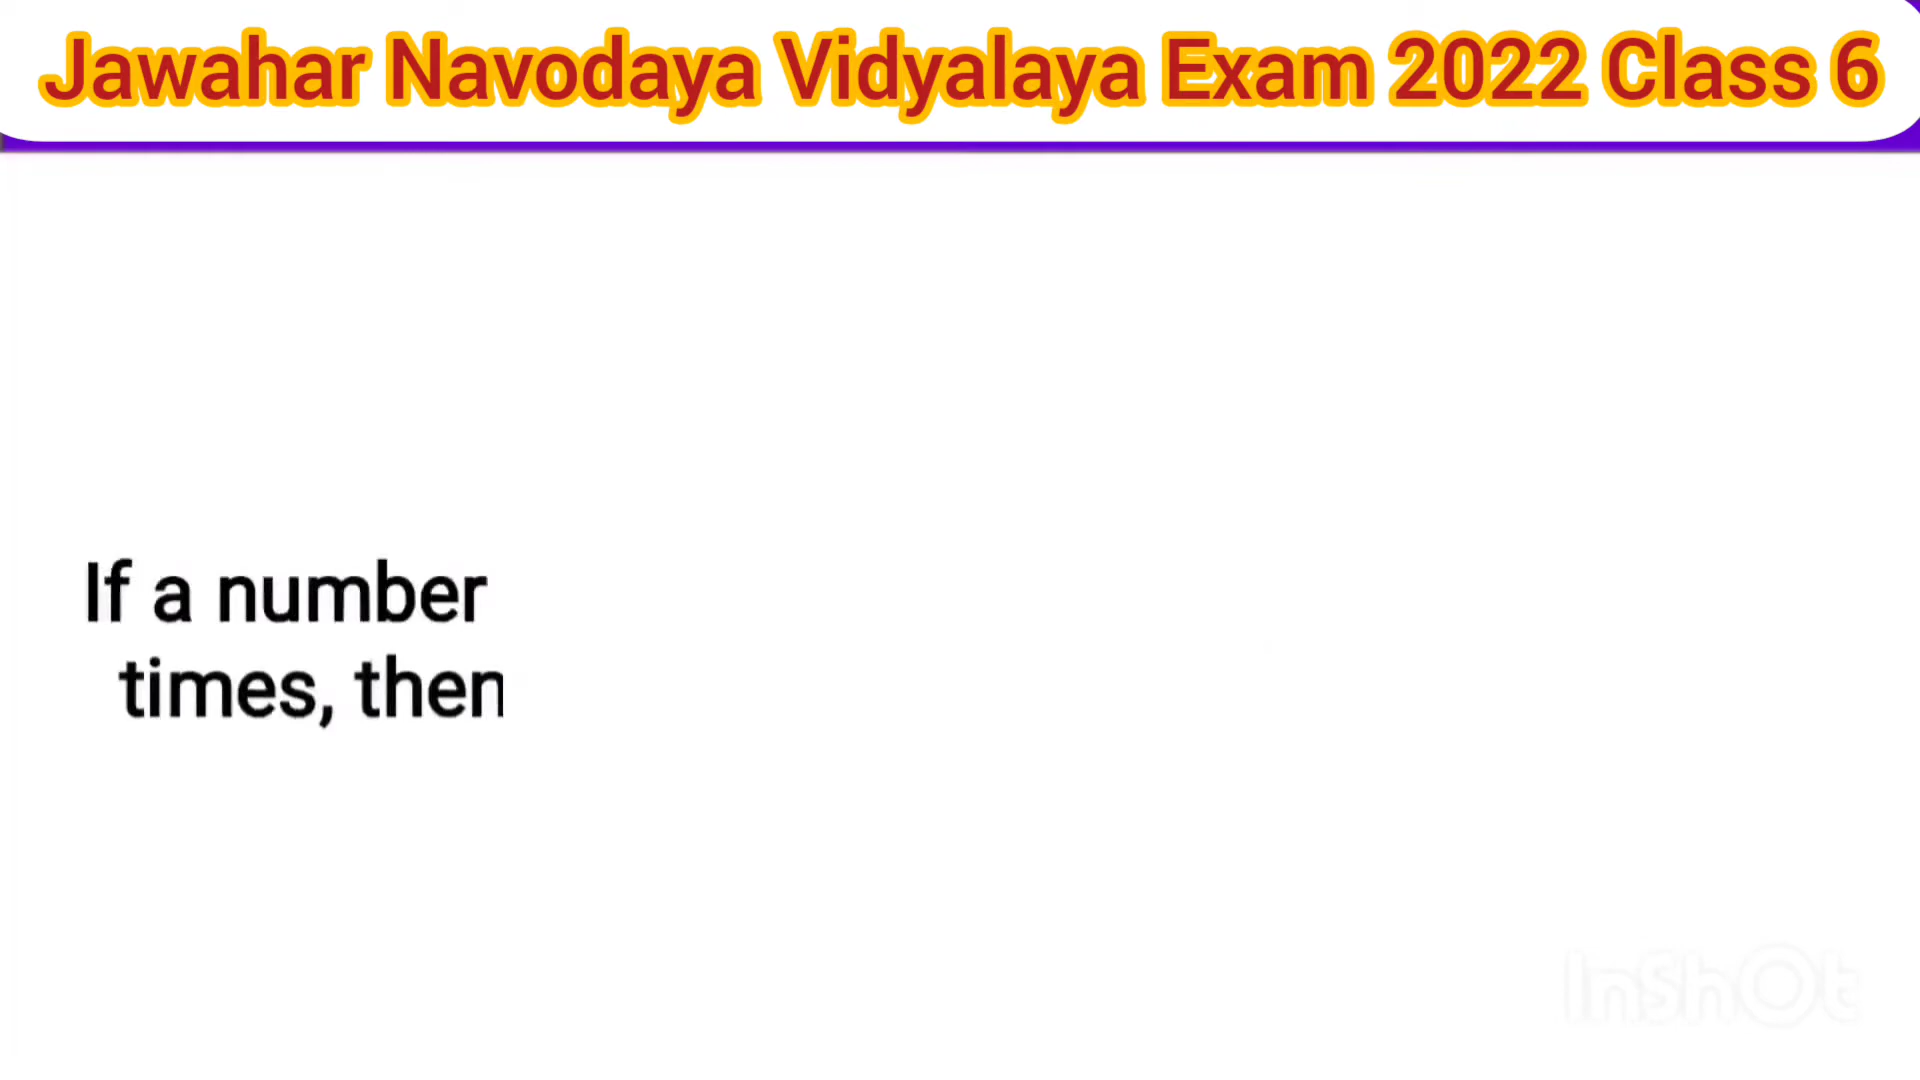 Jawahar Navodaya Vidyalaya Exam 2022 Class 6
If a number
times, then
InShOt